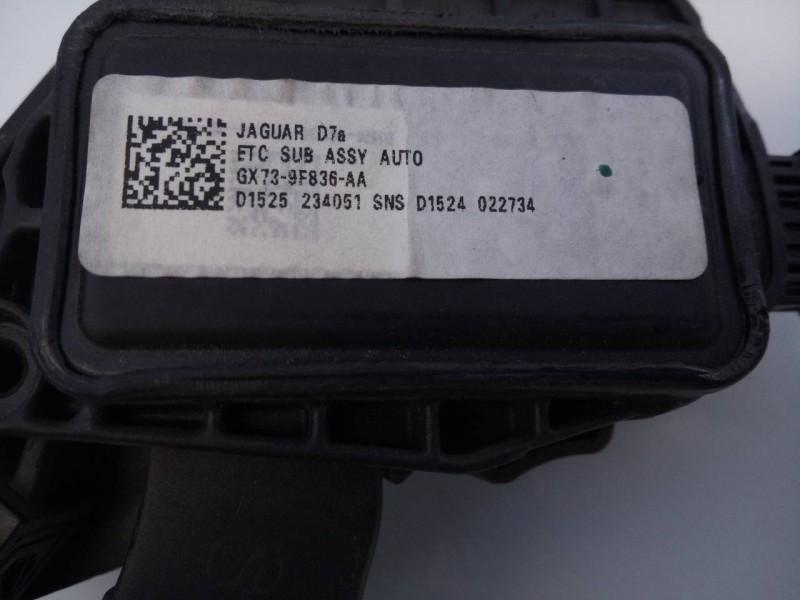 JAGUAR D7a
ETC SUB ASSY AUTO
GX73-9F836-AA
D1525 234051 SNS D1524 022734